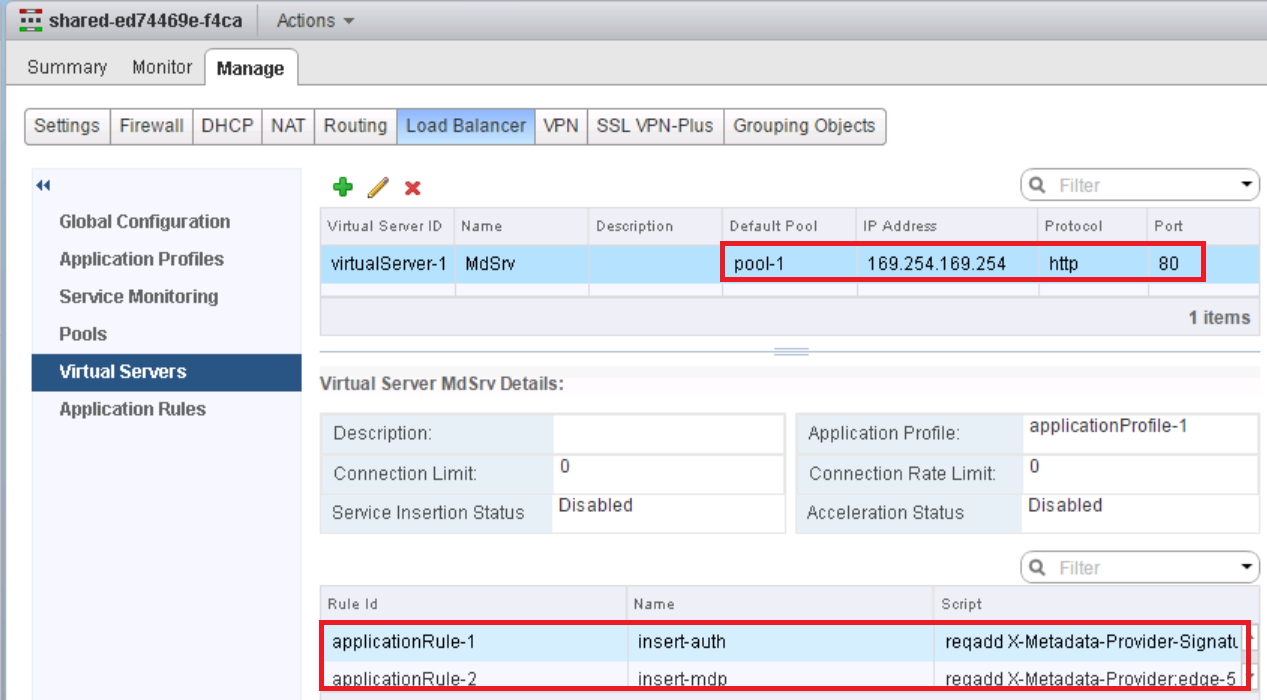 shared-ed74469e-f4ca Actions
Summary Monitor Manage
Settings Firewall DHCP NAT Routing Load Balancer VPN SSL VPN-Plus Grouping Objects
Global Configuration
Application Profiles
Service Monitoring
Pools
Virtual Servers
Application Rules
Filter
Virtual Server ID Name Description Default Pool IP Address Protocol Port
virtualServer-1 MdSrv pool-1 169.254.169.254 http 80
1 items
Virtual Server MdSrv Details:
Description: Application Profile: applicationProfile-1
Connection Limit: 0 Connection Rate Limit: 0
Service Insertion Status Disabled Acceleration Status Disabled
Filter
Rule Id Name Script
applicationRule-1 insert-auth reqadd X-Metadata-Provider-Signatu
applicationRule-2 insert-mdp reqadd X-Metadata-Provider:edge-5